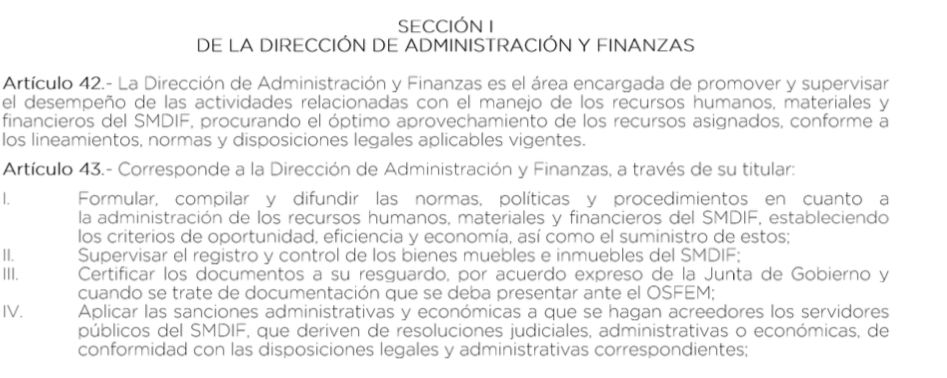 SECCIÓN I
DE LA DIRECCIÓN DE ADMINISTRACIÓN Y FINANZAS
Artículo 42.- La Dirección de Administración y Finanzas es el área encargada de promover y supervisar
el desempeño de las actividades relacionadas con el manejo de los recursos humanos, materiales y
financieros del SMDIF, procurando el óptimo aprovechamiento de los recursos asignados, conforme a
los lineamientos, normas y disposiciones legales aplicables vigentes.
Artículo 43.- Corresponde a la Dirección de Administración y Finanzas, a través de su titular:
I. Formular, compilar y difundir las normas, políticas y procedimientos en cuanto a
la administración de los recursos humanos, materiales y financieros del SMDIF, estableciendo
los criterios de oportunidad, eficiencia y economía, así como el suministro de estos;
II. Supervisar el registro y control de los bienes muebles e inmuebles del SMDIF;
III. Certificar los documentos a su resguardo, por acuerdo expreso de la Junta de Gobierno y
cuando se trate de documentación que se deba presentar ante el OSFEM;
IV. Aplicar las sanciones administrativas y económicas a que se hagan acreedores los servidores
públicos del SMDIF, que deriven de resoluciones judiciales, administrativas o económicas, de
conformidad con las disposiciones legales y administrativas correspondientes;